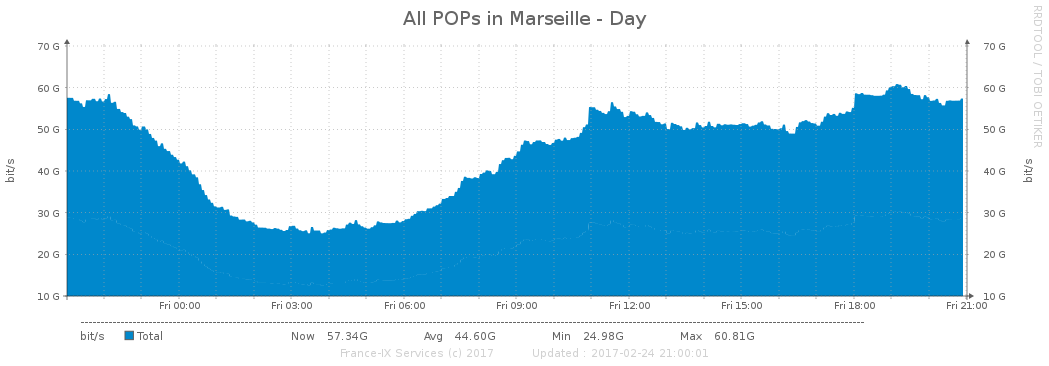 All POPs in Marseille - Day
RRDTOOL / TOBI OETIKER
70 G 70 G
60 G 60 G
50 G 50 G
40 G 40 G
30 G 30 G
20 G 20 G
10 G 10 G
bit/s bit/s
Fri 00:00 Fri 03:00 Fri 06:00 Fri 09:00 Fri 12:00 Fri 15:00 Fri 18:00 Fri 21:00
bit/s Total Now 57.34G Avg 44.60G Min 24.98G Max 60.81G
France-IX Services (c) 2017 Updated : 2017-02-24 21:00:01